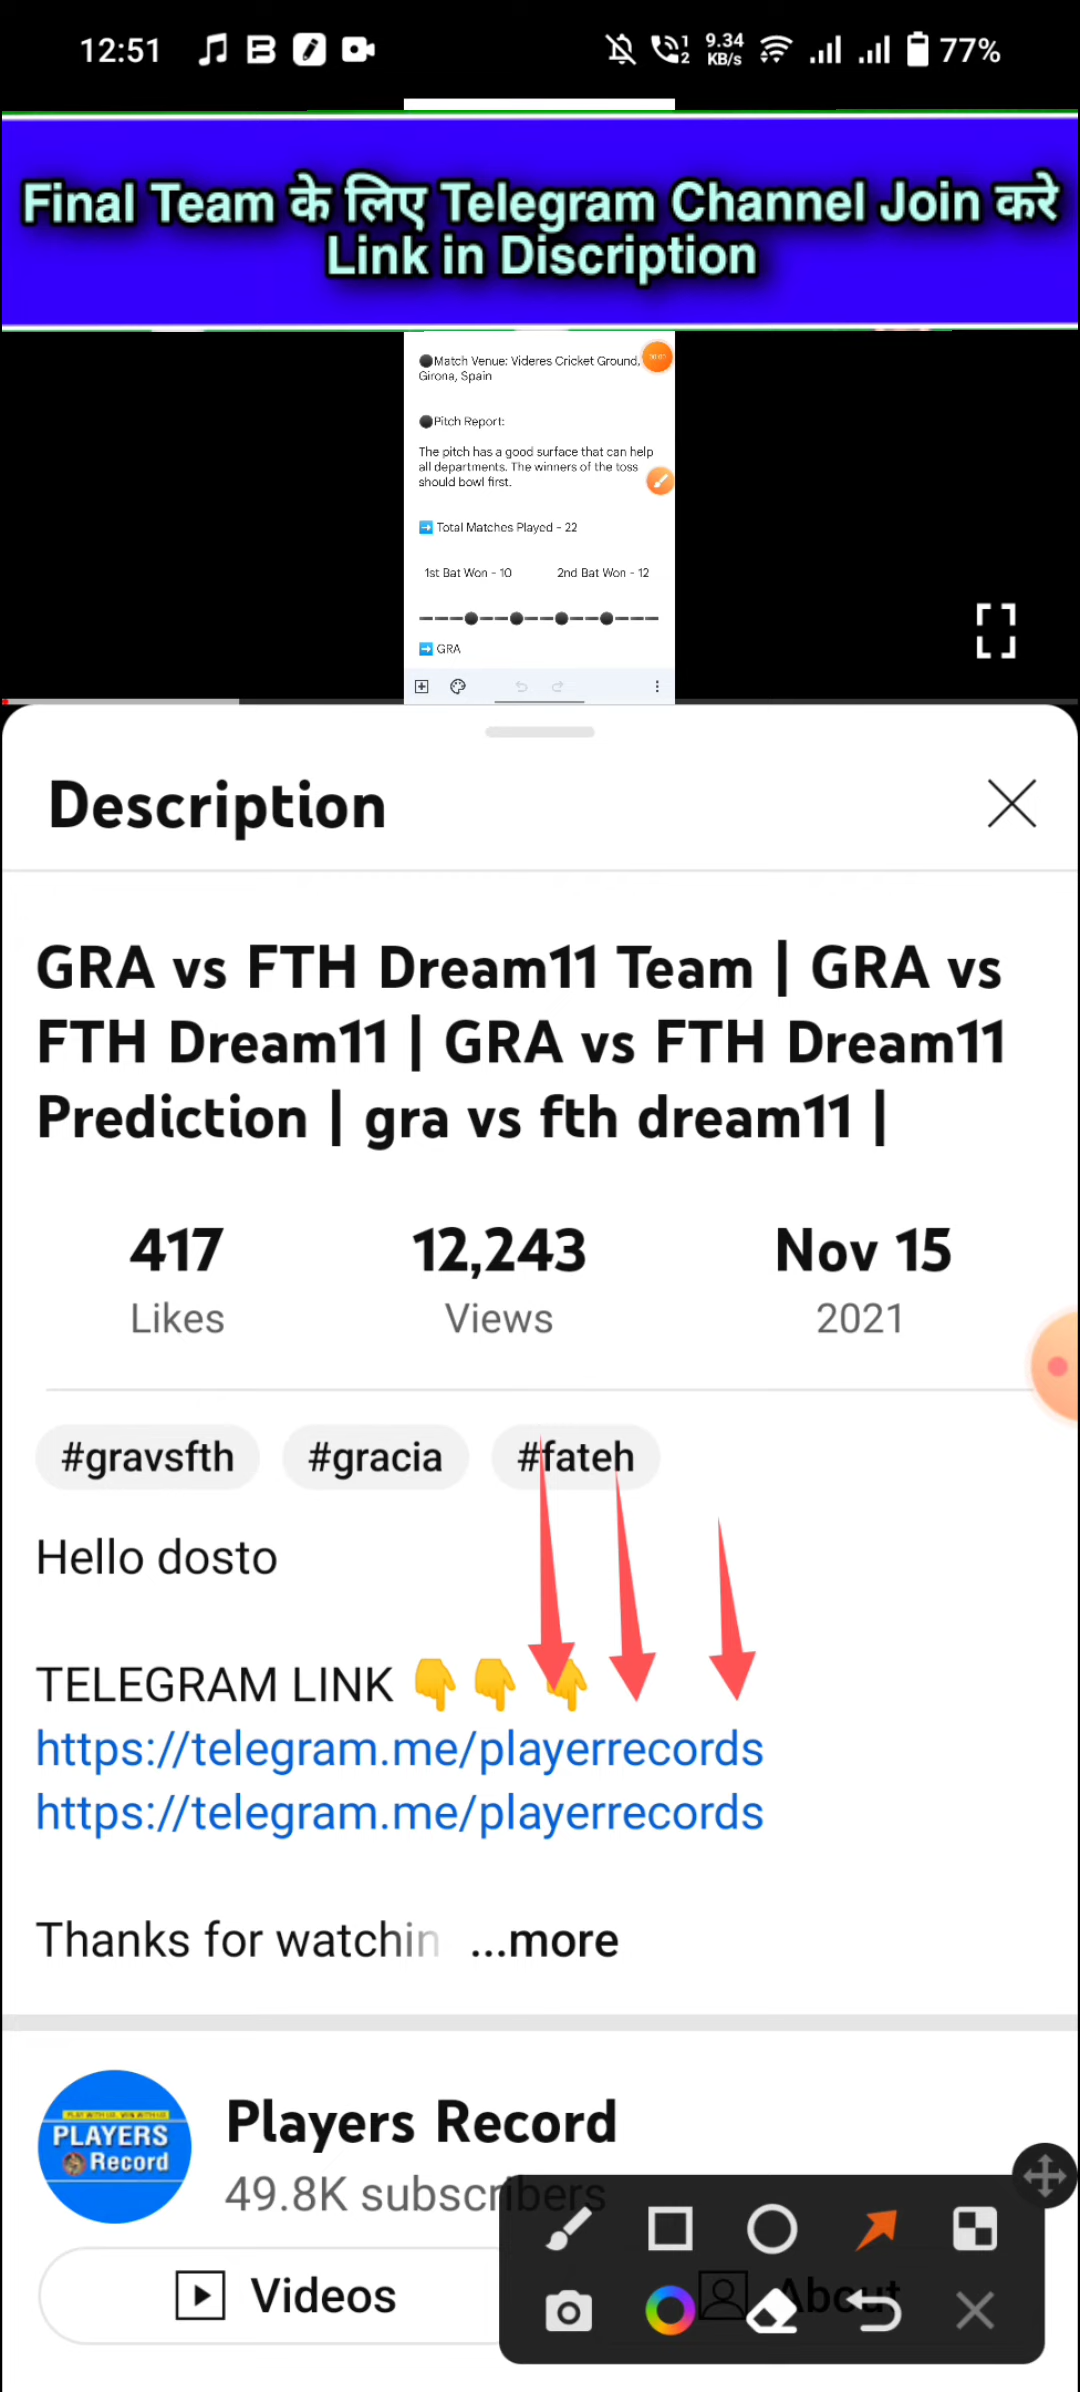 12:51
9.34 KB/s
77%
Final Team के लिए Telegram Channel Join करे
Link in Discription
Match Venue: Videres Cricket Ground,
Girona, Spain
Pitch Report:
The pitch has a good surface that can help
all departments. The winners of the toss
should bowl first.
➡️ Total Matches Played - 22
1st Bat Won - 10 2nd Bat Won - 12
➡️ GRA
Description
GRA vs FTH Dream11 Team | GRA vs
FTH Dream11 | GRA vs FTH Dream11
Prediction | gra vs fth dream11 |
417 12,243 Nov 15
Likes Views 2021
#gravsfth #gracia #fateh
Hello dosto
TELEGRAM LINK 👇👇👇
https://telegram.me/playerrecords
https://telegram.me/playerrecords
Thanks for watchin ...more
PLAYERS
Record
Players Record
49.8K subscribers
Videos About